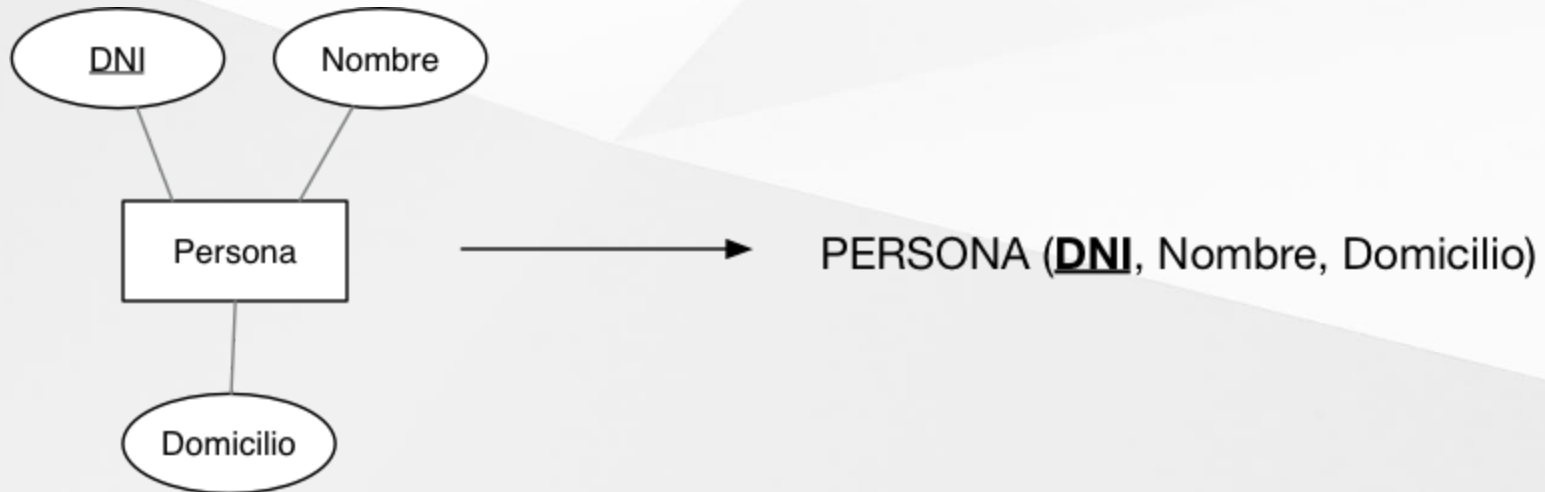 DNI
Nombre
Persona
PERSONA (DNI, Nombre, Domicilio)
Domicilio